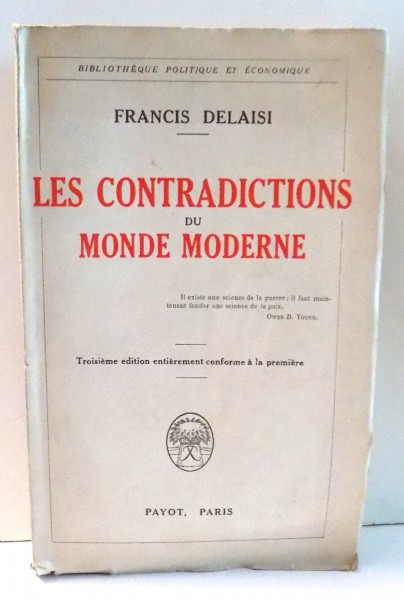 BIBLIOTHÈQUE POLITIQUE ET ÉCONOMIQUE
FRANCIS DELAISI
LES CONTRADICTIONS
DU
MONDE MODERNE
Il existe une science de la guerre ; il faut main-
tenant fonder une science de la paix.
OWEN D. YOUNG.
Troisième edition entièrement conforme à la première
PAYOT, PARIS